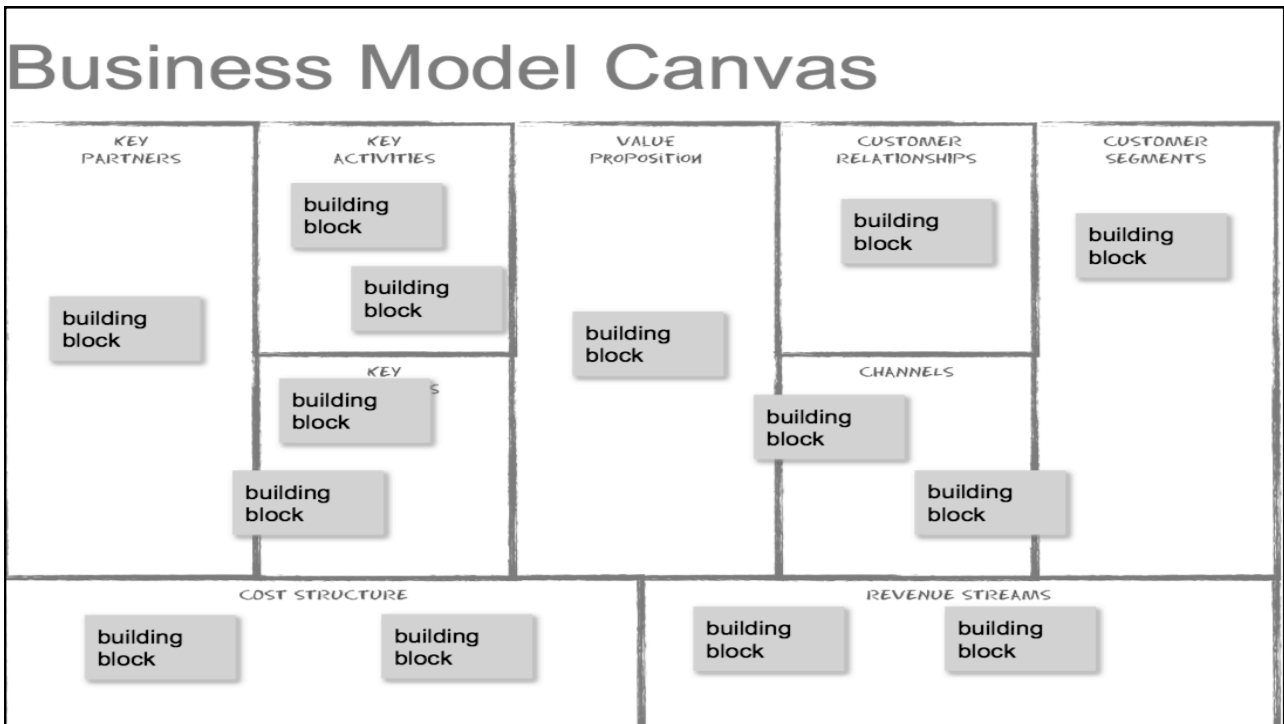 Business Model Canvas
KEY
PARTNERS
building
block
KEY
ACTIVITIES
building
block
building
block
KEY
building
block
building
block
VALUE
PROPOSITION
building
block
CUSTOMER
RELATIONSHIPS
building
block
CHANNELS
building
block
building
block
CUSTOMER
SEGMENTS
building
block
COST STRUCTURE
building
block
building
block
REVENUE STREAMS
building
block
building
block